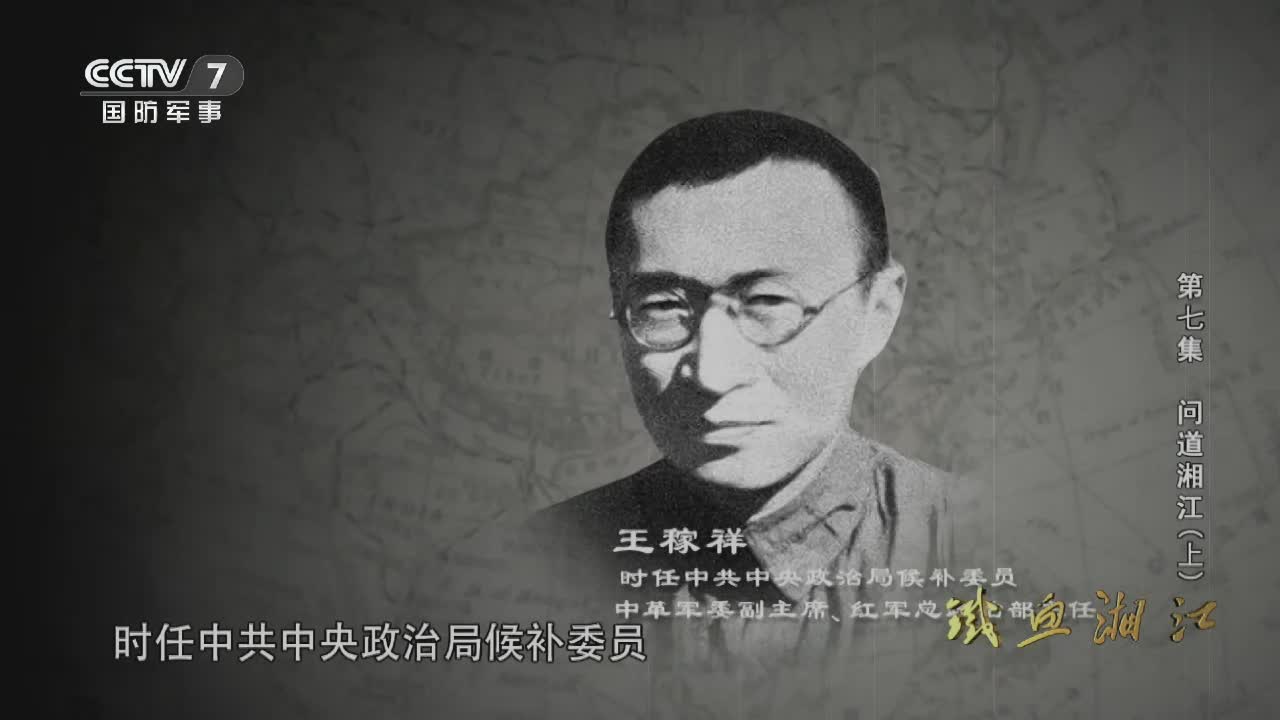 CCTV 7
国防军事
第七集 问道湘江(上)
王稼祥
时任中共中央政治局候补委员
中革军委副主席、红军总 部 任
铁血湘江
时任中共中央政治局候补委员